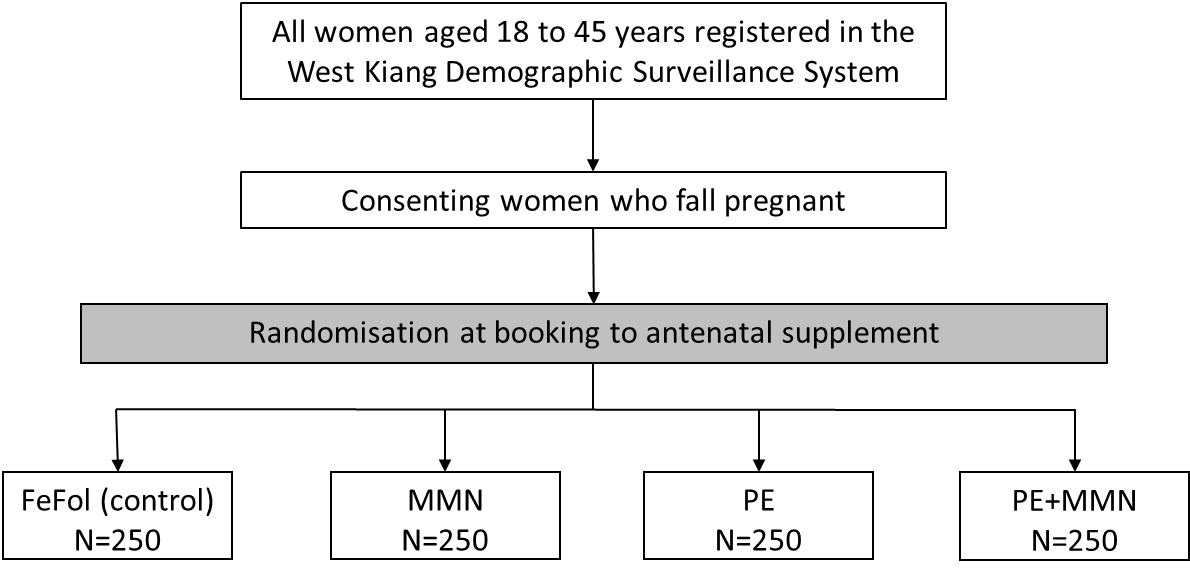 All women aged 18 to 45 years registered in the
West Kiang Demographic Surveillance System
Consenting women who fall pregnant
Randomisation at booking to antenatal supplement
FeFol (control)
N=250
MMN
N=250
PE
N=250
PE+MMN
N=250